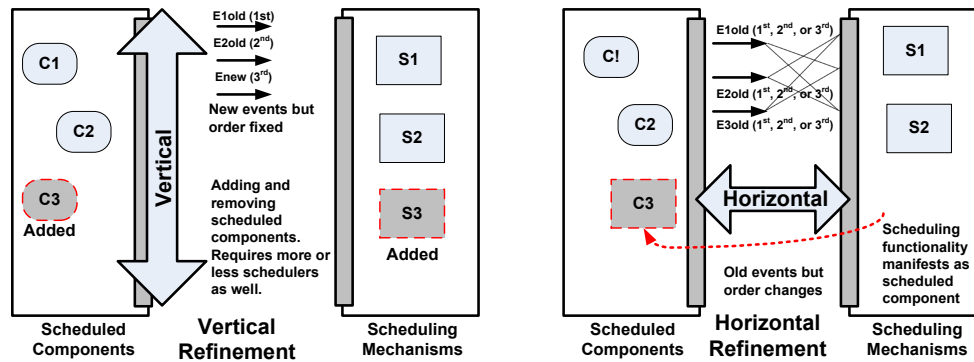 C1
C2
C3
Added
Vertical
E1old (1st)
E2old (2nd)
Enew (3rd)
New events but
order fixed
Adding and
removing
scheduled
components.
Requires more or
less schedulers
as well.
S1
S2
S3
Added
Scheduled
Components
Vertical
Refinement
Scheduling
Mechanisms
C!
C2
C3
E1old (1st, 2nd, or 3rd)
E2old (1st, 2nd, or 3rd)
E3old (1st, 2nd, or 3rd)
Horizontal
Old events but
order changes
S1
S2
Scheduling
functionality
manifests as
scheduled
component
Scheduled
Components
Horizontal
Refinement
Scheduling
Mechanisms